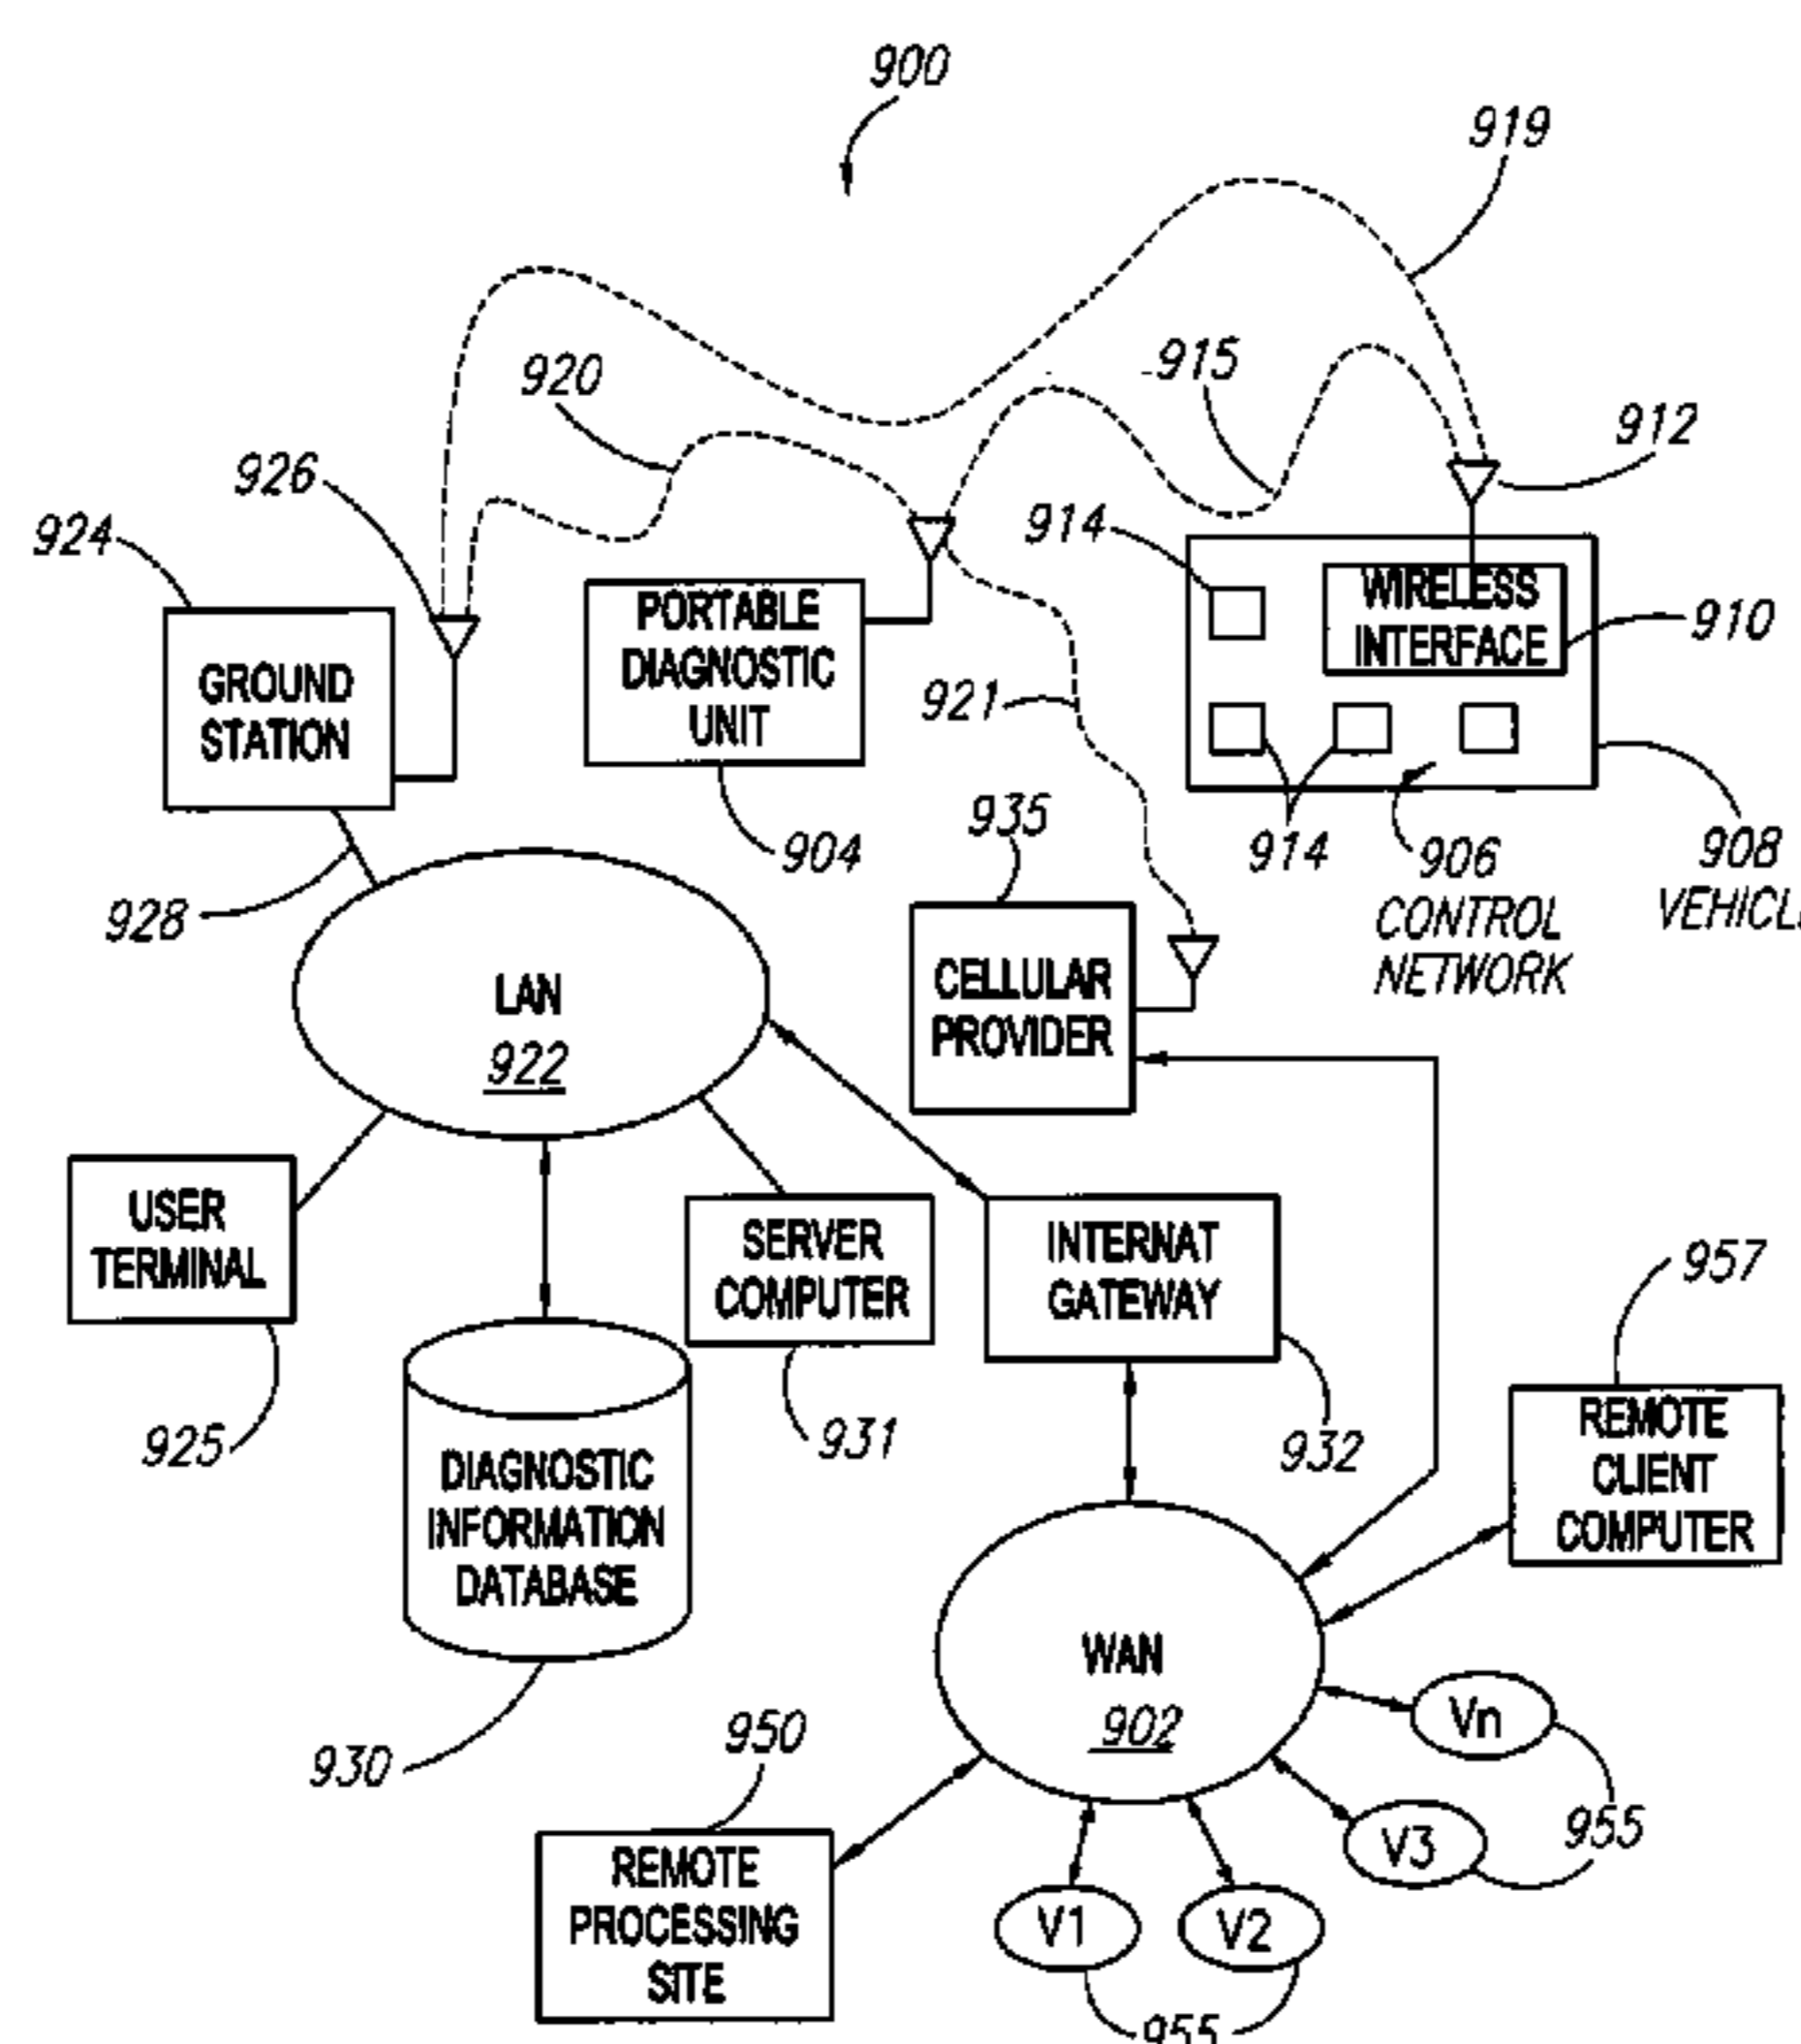 900
919
920
915
912
926
924
914
PORTABLE
DIAGNOSTIC
UNIT
WIRELESS
INTERFACE
910
GROUND
STATION
921
904
935
914
906
CONTROL
NETWORK
908
928
LAN
922
CELLULAR
PROVIDER
USER
TERMINAL
SERVER
COMPUTER
INTERNAT
GATEWAY
957
925
931
932
DIAGNOSTIC
INFORMATION
DATABASE
REMOTE
CLIENT
COMPUTER
WAN
902
Vn
930
950
V3
955
REMOTE
PROCESSING
SITE
V1
V2
955